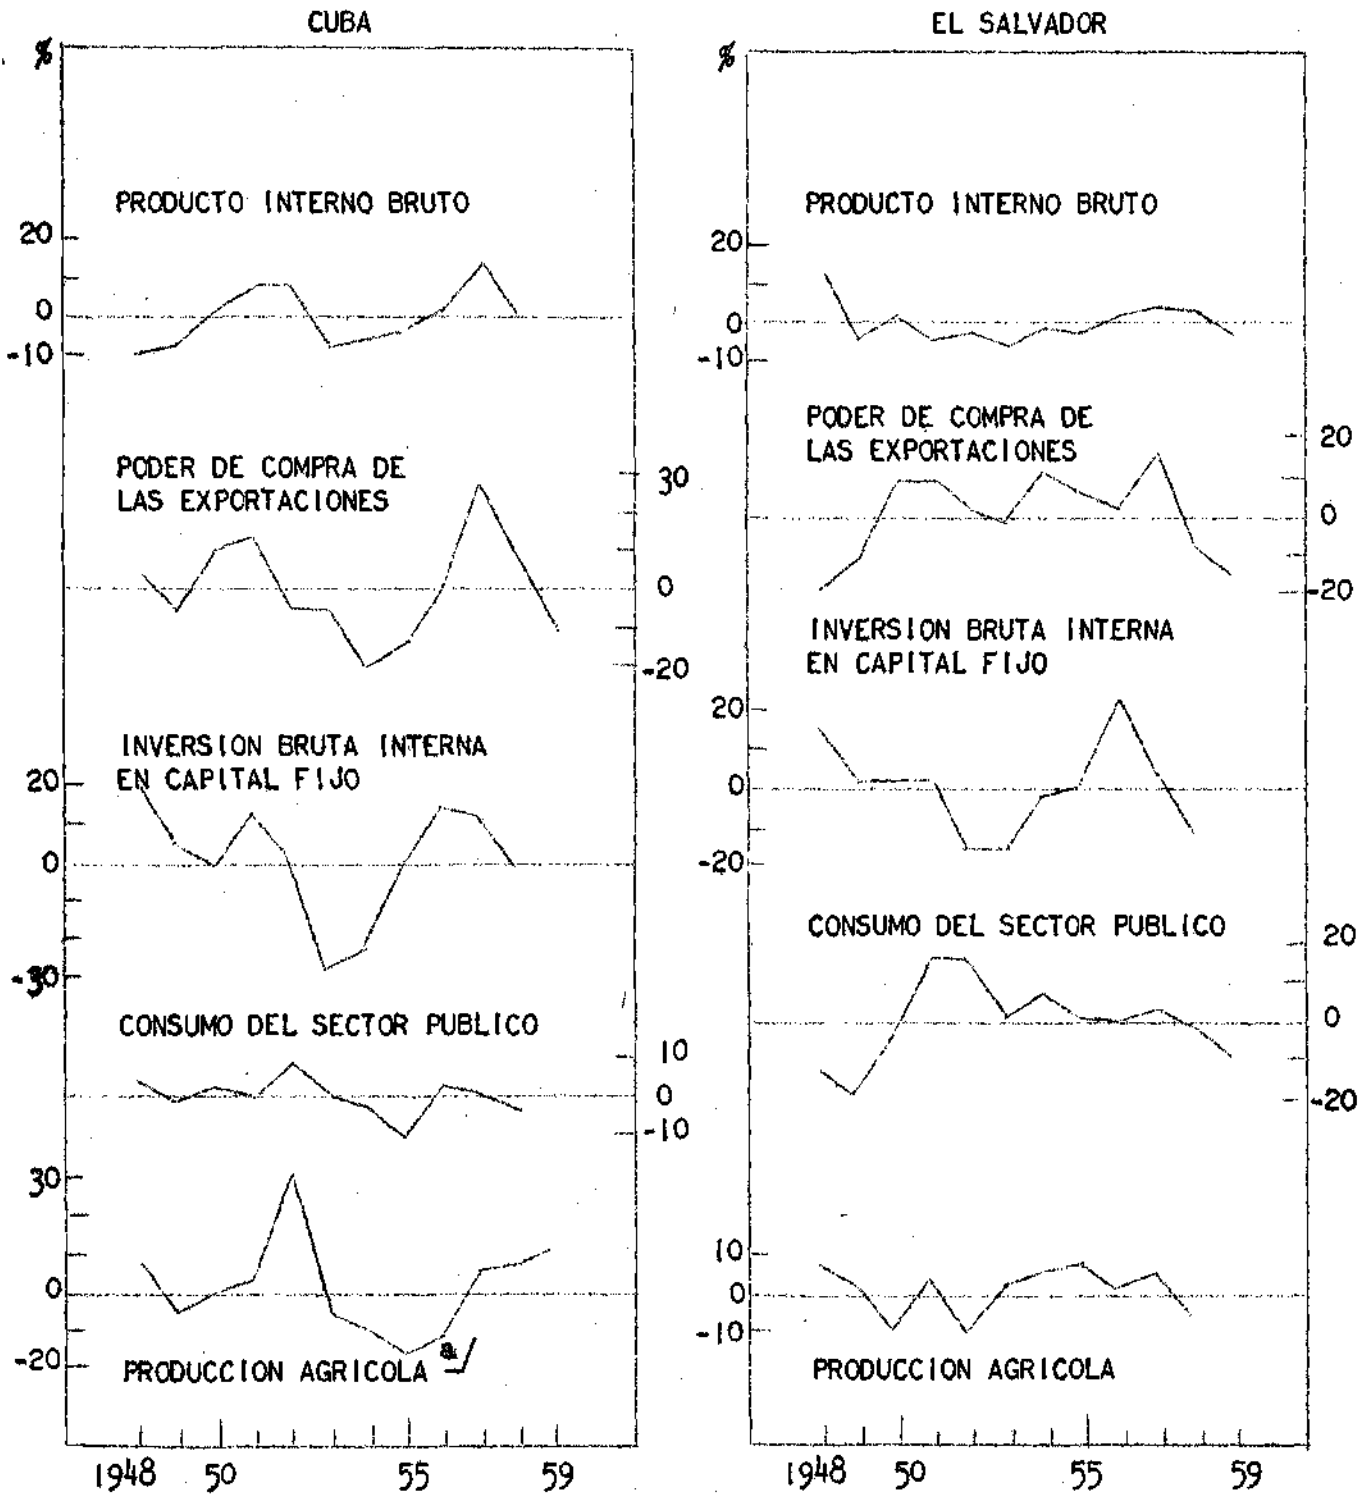 CUBA
%
PRODUCTO INTERNO BRUTO
20
0
-10
PODER DE COMPRA DE
LAS EXPORTACIONES
30
0
-20
INVERSION BRUTA INTERNA
EN CAPITAL FIJO
20
0
-30
CONSUMO DEL SECTOR PUBLICO
10
0
-10
30
0
-20
PRODUCCION AGRICOLA a/
1948 50 55 59
EL SALVADOR
%
PRODUCTO INTERNO BRUTO
20
0
-10
PODER DE COMPRA DE
LAS EXPORTACIONES
20
0
-20
INVERSION BRUTA INTERNA
EN CAPITAL FIJO
20
0
-20
CONSUMO DEL SECTOR PUBLICO
20
0
-20
10
0
-10
PRODUCCION AGRICOLA
1948 50 55 59